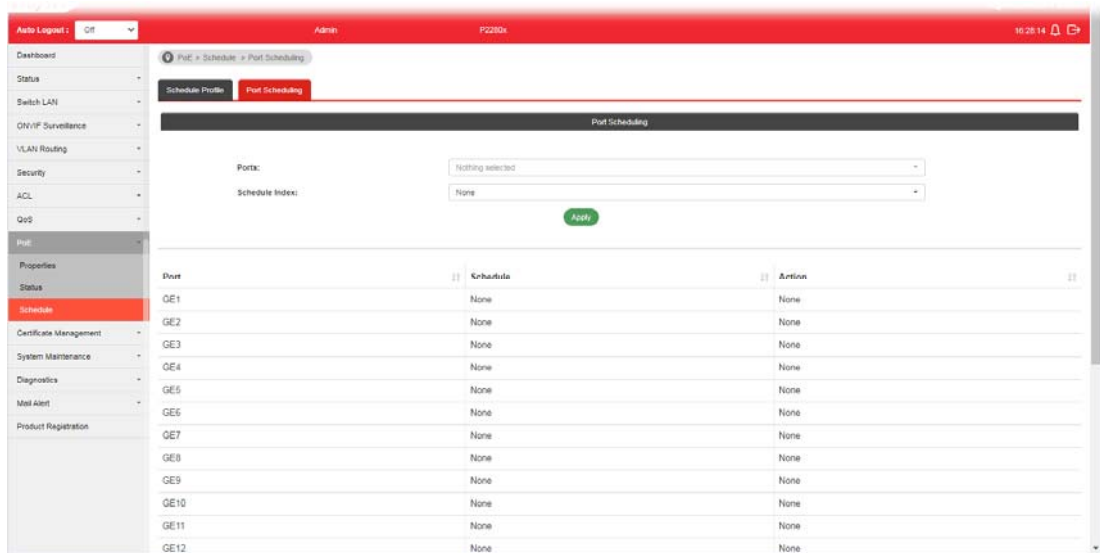 Auto Logout : Off Admin P2280x 16:28:14
Dashboard
Status
Switch LAN
ONVIF Surveillance
VLAN Routing
Security
ACL
QoS
PoE
Properties
Status
Schedule
Certificate Management
System Maintenance
Diagnostics
Mail Alert
Product Registration
PoE » Schedule » Port Scheduling
Schedule Profile Port Scheduling
Port Scheduling
Ports: Nothing selected
Schedule Index: None
Apply
Port Schedule Action
GE1 None None
GE2 None None
GE3 None None
GE4 None None
GE5 None None
GE6 None None
GE7 None None
GE8 None None
GE9 None None
GE10 None None
GE11 None None
GE12 None None